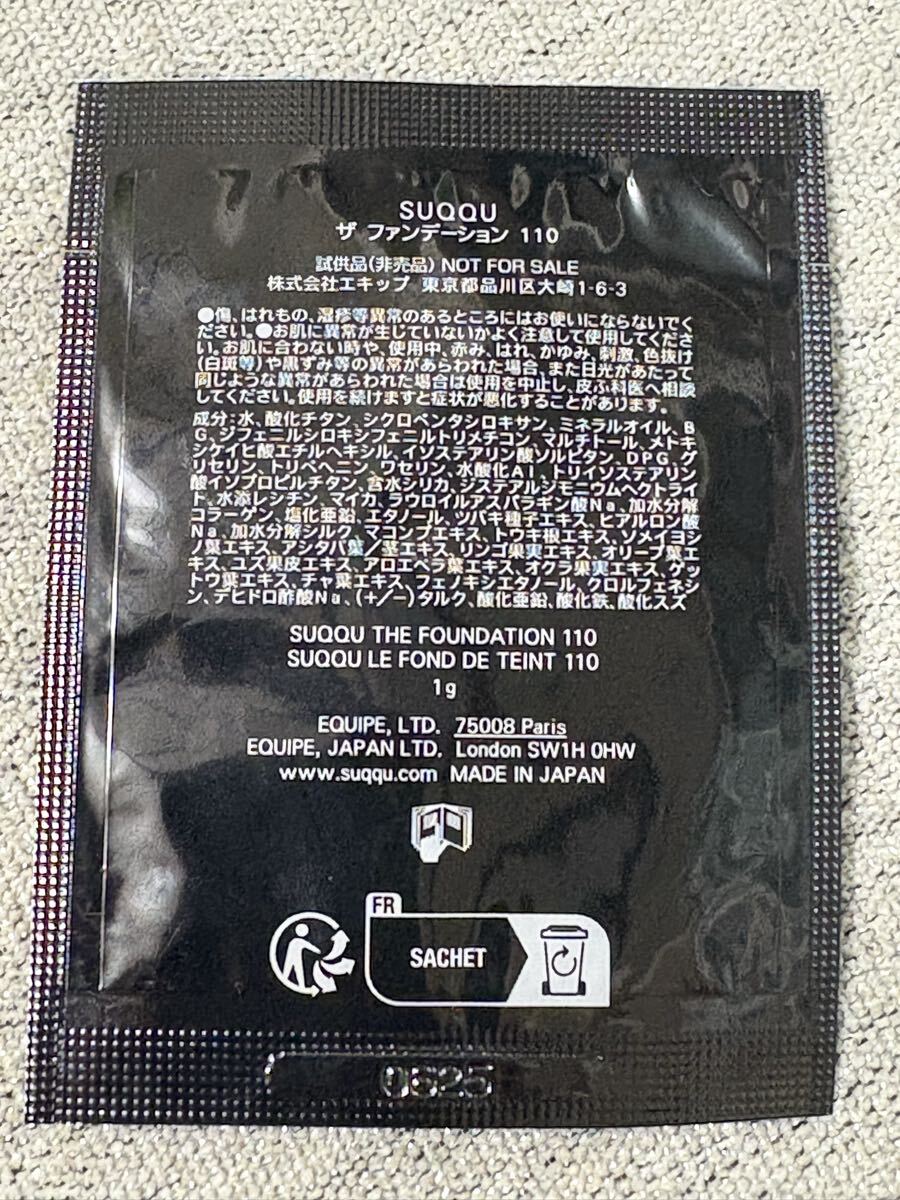 SUQQU
ザ ファンデーション 110
試供品(非売品) NOT FOR SALE
株式会社エキップ 東京都品川区大崎1-6-3
●傷、はれもの、湿疹等異常のあるところにはお使いにならないでく
ださい。●お肌に異常が生じていないかよく注意して使用してくださ
い。お肌に合わない時や、使用中、赤み、はれ、かゆみ、刺激、色抜け
(白斑等)や黒ずみ等の異常があらわれた場合、また日光があたって
同じような異常があらわれた場合は使用を中止し、皮ふ科医へ相談
してください。使用を続けますと症状が悪化することがあります。
成分:水、酸化チタン、シクロペンタシロキサン、ミネラルオイル、B
G、ジフェニルシロキシフェニルトリメチコン、マルチトール、メトキ
シケイヒ酸エチルヘキシル、イソステアリン酸ソルビタン、DPG、グ
リセリン、トリベヘニン、ワセリン、水酸化Al、トリイソステアリン
酸イソプロピルチタン、含水シリカ、ジステアルジモニウムヘクトライ
ト、水添レシチン、マイカ、ラウロイルアスパラギン酸Na、加水分解
コラーゲン、塩化亜鉛、エタノール、ツバキ種子エキス、ヒアルロン酸
Na、加水分解シルク、マコンブエキス、トウキ根エキス、ソメイヨシ
ノ葉エキス、アシタバ葉/茎エキス、リンゴ果実エキス、オリーブ葉エ
キス、ユズ果皮エキス、アロエベラ葉エキス、オクラ果実エキス、ゲッ
トウ葉エキス、チャ葉エキス、フェノキシエタノール、クロルフェネシ
ン、デヒドロ酢酸Na、(+/−)タルク、酸化亜鉛、酸化鉄、酸化スズ
SUQQU THE FOUNDATION 110
SUQQU LE FOND DE TEINT 110
1g
EQUIPE, LTD. 75008 Paris
EQUIPE, JAPAN LTD. London SW1H 0HW
www.suqqu.com MADE IN JAPAN
FR
SACHET
0625